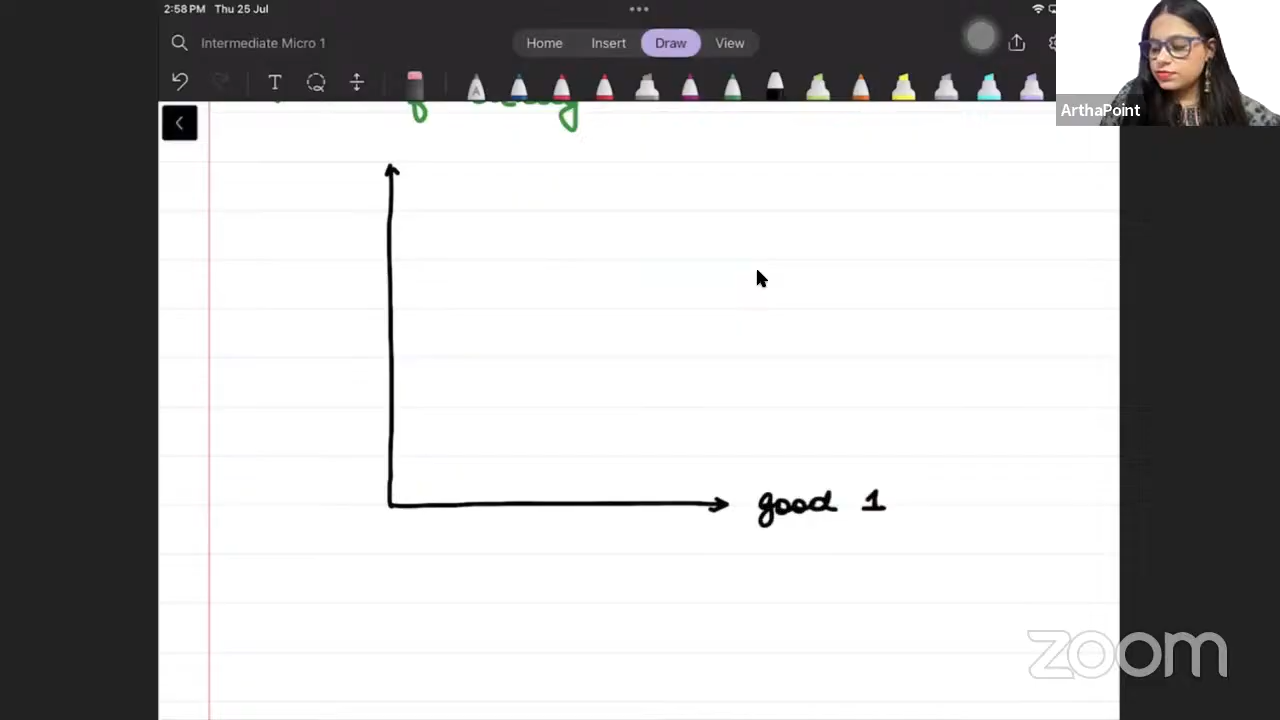 2:58 PM Thu 25 Jul
Intermediate Micro 1
Home Insert Draw View
T
A
ArthaPoint
good 1
zoom